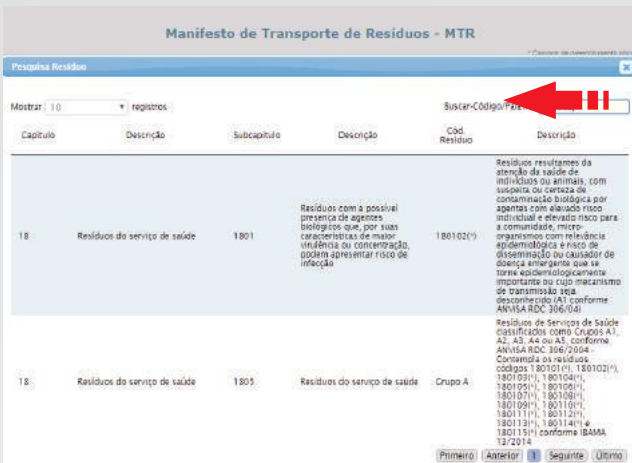 Manifesto de Transporte de Resíduos - MTR
Pesquisa Resíduo
Mostrar 10 registros
Buscar-Código/Pala
Capítulo Descrição Subcapítulo Descrição Cód. Resíduo Descrição
18
Resíduos do serviço de saúde
1801
Resíduos com a possível
presença de agentes
biológicos que, por suas
características de maior
virulência ou concentração,
podem apresentar risco de
infecção
180102(*)
Resíduos resultantes da
atenção da saúde de
indivíduos ou animais, com
suspeita ou certeza de
contaminação biológica por
agentes com elevado risco
individual e elevado risco para
a comunidade, micro-
organismos com relevância
epidemiológica e risco de
disseminação ou causador de
doença emergente que se
torne epidemiologicamente
importante ou cujo mecanismo
de transmissão seja
desconhecido (A1 conforme
ANVISA RDC 306/04)
18
Resíduos do serviço de saúde
1805
Resíduos do serviço de saúde
Grupo A
Resíduos de Serviços de Saúde
classificados como Grupos A1,
A2, A3, A4 ou A5, conforme
ANVISA RDC 306/2004 -
Contempla os resíduos
códigos 180101(*), 180102(*),
180103(*), 180104(*),
180105(*), 180106(*),
180107(*), 180108(*),
180109(*), 180110(*),
180111(*), 180112(*),
180113(*), 180114(*) e
180115(*) conforme IBAMA
13/2014
Primeiro Anterior 1 Seguinte Último